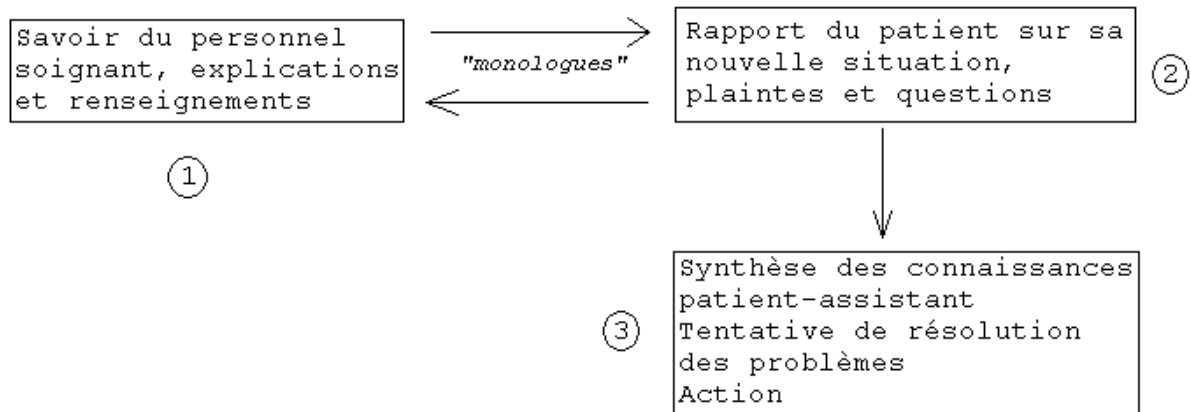 Savoir du personnel
soignant, explications
et renseignements
1
"monologues"
Rapport du patient sur sa
nouvelle situation,
plaintes et questions
2
3
Synthèse des connaissances
patient-assistant
Tentative de résolution
des problèmes
Action